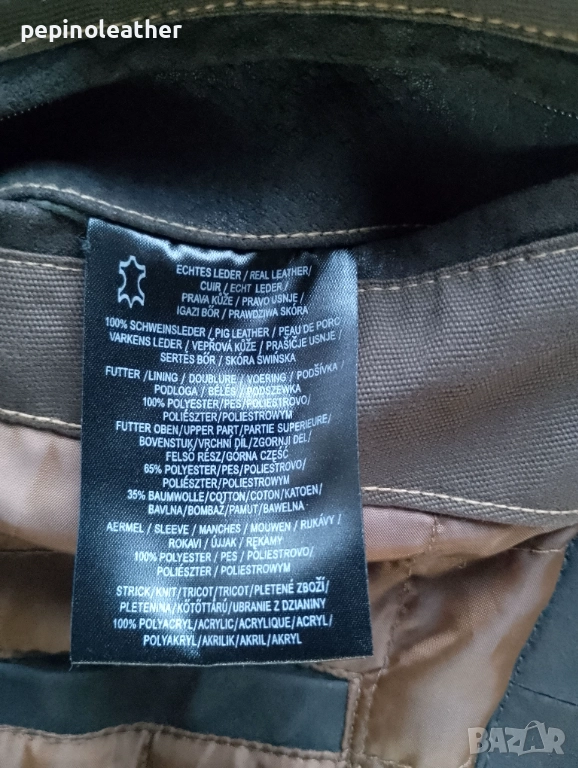 pepinoleather
ECHTES LEDER / REAL LEATHER/
CUIR / ECHT LEDER/
PRAVA KŮŽE / PRAVO USNJE/
IGAZI BŐR / PRAWDZIWA SKÓRA
100% SCHWEINSLEDER / PIG LEATHER / PEAU DE PORC
VARKENS LEDER / VEPŘOVÁ KŮŽE / PRAŠIČJE USNJE/
SERTÉS BŐR / SKÓRA ŚWIŃSKA
FUTTER /LINING / DOUBLURE / VOERING / PODŠÍVKA/
PODLOGA / BÉLÉS / PODSZEWKA
100% POLYESTER/PES/POLIESTROVO/
POLIÉSZTER/POLIESTROWYM
FUTTER OBEN/UPPER PART/PARTIE SUPERIEURE/
BOVENSTUK/VRCHNÍ DÍL/ZGORNJI DEL/
FELSŐ RÉSZ/GÓRNA CZĘŚĆ
65% POLYESTER/PES/POLIESTROVO/
POLIÉSZTER/POLIESTROWYM
35% BAUMWOLLE/COTTON/COTON/KATOEN/
BAVLNA/BOMBAŽ/PAMUT/BAWELNA
AERMEL / SLEEVE / MANCHES / MOUWEN / RUKÁVY /
ROKAVI / ÚJJAK / RĘKAMY
100% POLYESTER / PES / POLIESTROVO/
POLIÉSZTER / POLIESTROWYM
STRICK/KNIT/TRICOT/TRICOT/PLETENÉ ZBOŽÍ/
PLETENINA/KÖTÖTTÁRÚ/UBRANIE Z DZIANINY
100% POLYACRYL/ACRYLIC/ACRYLIQUE/ACRYL/
POLYAKRYL/AKRILIK/AKRIL/AKRYL
BAZAR